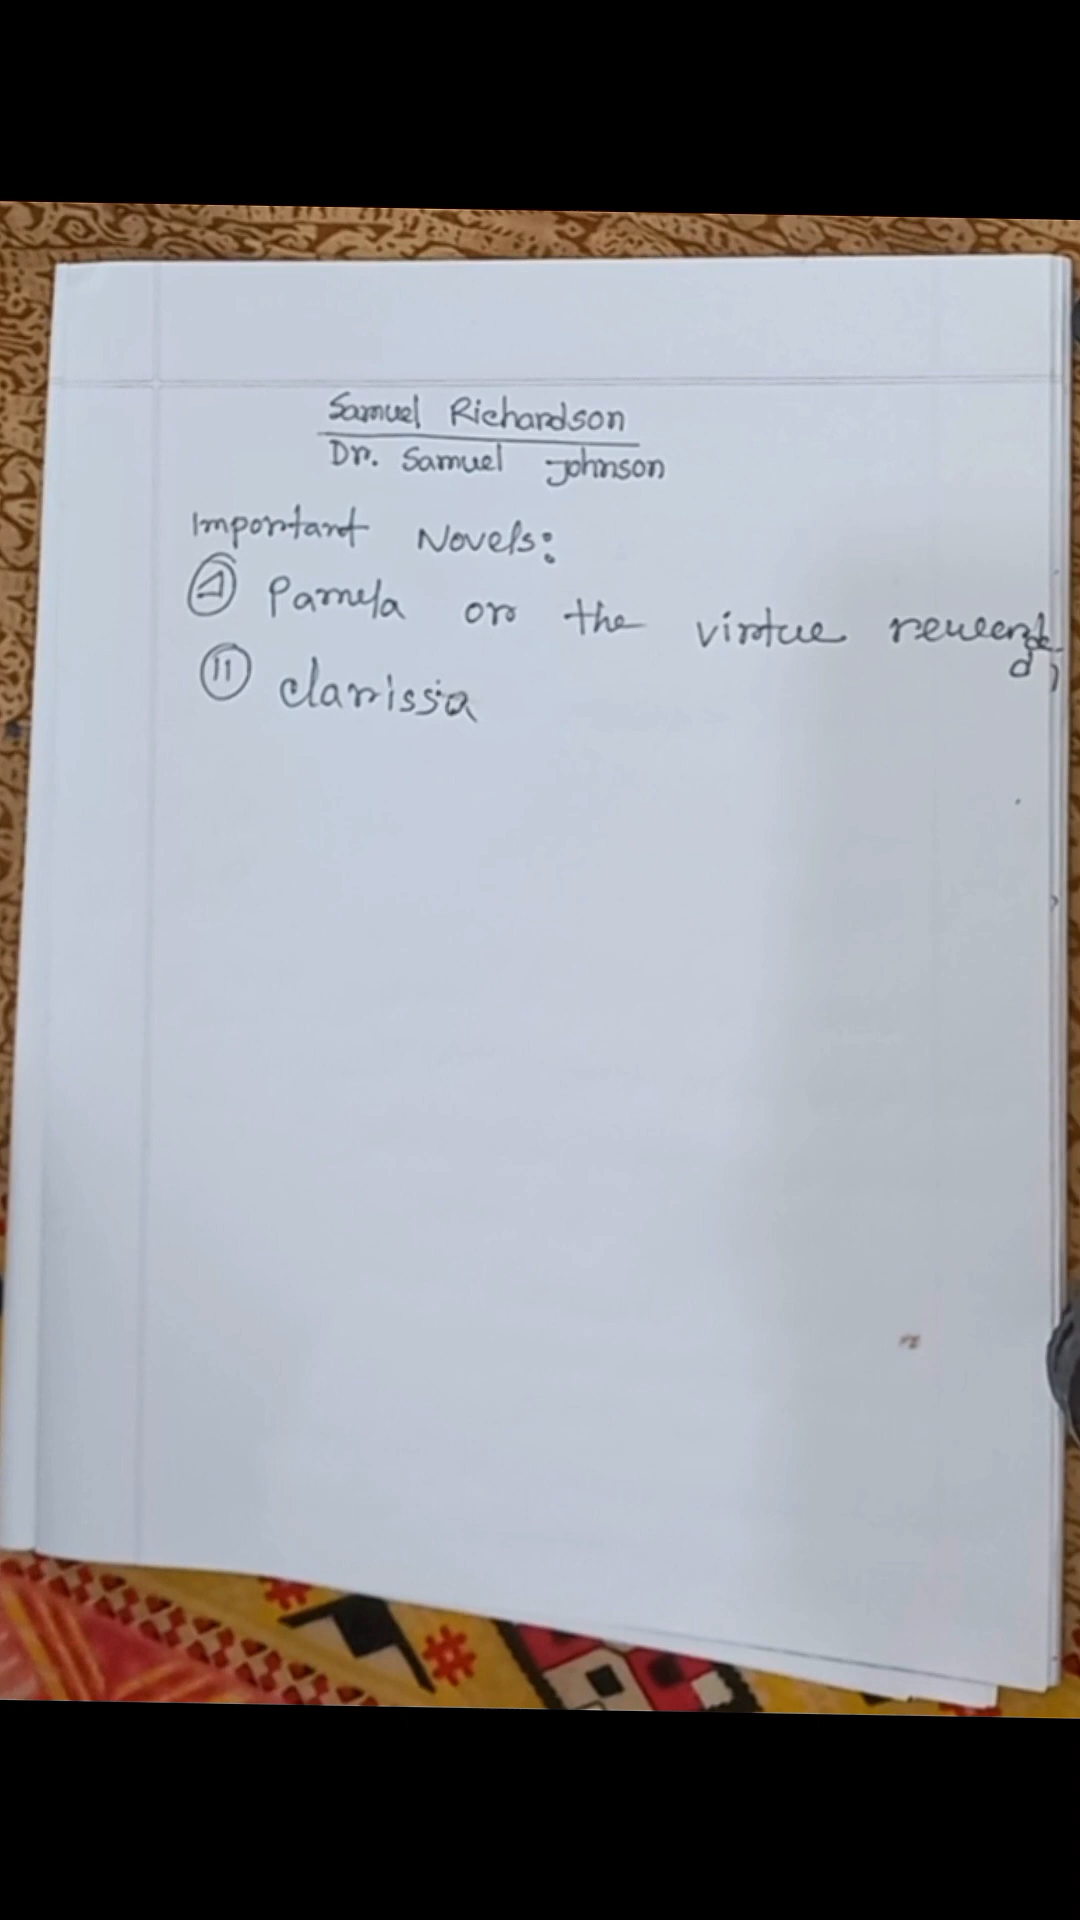 Samuel Richardson
Dr. Samuel Johnson
Important Novels:
I Pamela or the virtue rewarded,
II clarissa